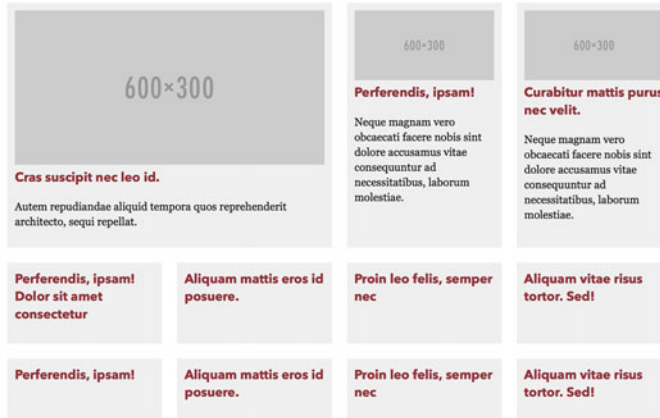 600×300
Cras suscipit nec leo id.
Autem repudiandae aliquid tempora quos reprehenderit
architecto, sequi repellat.
600×300
Perferendis, ipsam!
Neque magnam vero
obcaecati facere nobis sint
dolore accusamus vitae
consequuntur ad
necessitatibus, laborum
molestiae.
600×300
Curabitur mattis purus
nec velit.
Neque magnam vero
obcaecati facere nobis sint
dolore accusamus vitae
consequuntur ad
necessitatibus, laborum
molestiae.
Perferendis, ipsam!
Dolor sit amet
consectetur
Aliquam mattis eros id
posuere.
Proin leo felis, semper
nec
Aliquam vitae risus
tortor. Sed!
Perferendis, ipsam!
Aliquam mattis eros id
posuere.
Proin leo felis, semper
nec
Aliquam vitae risus
tortor. Sed!